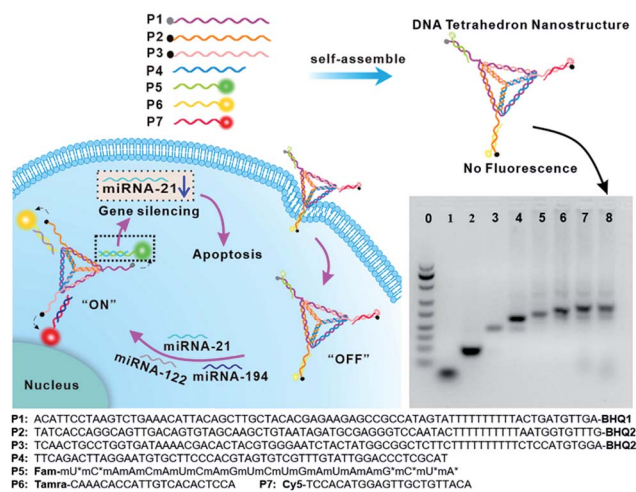 P1
P2
P3
P4
P5
P6
P7
self-assemble
DNA Tetrahedron Nanostructure
No Fluorescence
miRNA-21
Gene silencing
Apoptosis
"ON"
"OFF"
miRNA-21
miRNA-122
miRNA-194
Nucleus
0 1 2 3 4 5 6 7 8
P1: ACATTCCTAAGTCTGAAACATTACAGCTTGCTACACGAGAAGAGCCGCCATAGTATTTTTTTTTTACTGATGTTGA-BHQ1
P2: TATCACCAGGCAGTTGACAGTGTAGCAAGCTGTAATAGATGCGAGGGTCCAATACTTTTTTTTTTAATGGTGTTTG-BHQ2
P3: TCAACTGCCTGGTGATAAAACGACACTACGTGGGAATCTACTATGGCGGCTCTTCTTTTTTTTTTCTCCATGTGGA-BHQ2
P4: TTCAGACTTAGGAATGTGCTTCCCACGTAGTGTCGTTTGTATTGGACCCTCGCAT
P5: Fam-mU*mC*mAmAmCmAmUmCmAmGmUmCmUmGmAmUmAmAmG*mC*mU*mA*
P6: Tamra-CAAACACCATTGTCACACTCCA P7: Cy5-TCCACATGGAGTTGCTGTTACA